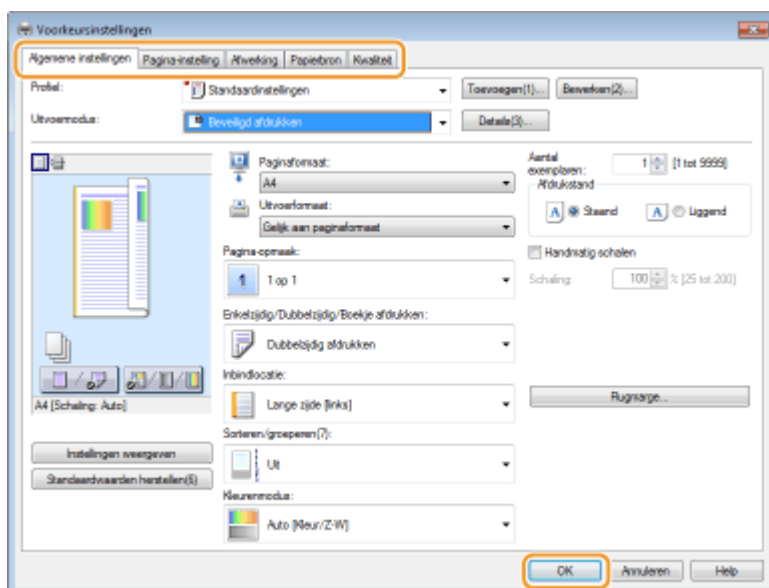 Voorkeursinstellingen
Algemene instellingen Pagina-instelling Afwerking Papierbron Kwaliteit
Profiel: Standaardinstellingen Toevoegen(1)... Bewerken(2)...
Uitvoermodus: Beveiligd afdrukken Details(3)...
Paginaformaat:
A4
Uitvoerformaat:
Gelijk aan paginaformaat
Aantal exemplaren: 1 [1 tot 9999]
Afdrukstand
A Staand A Liggend
Pagina-opmaak:
1 1 op 1
Handmatig schalen
Schaling: 100 % [25 tot 200]
Enkelzijdig/Dubbelzijdig/Boekje afdrukken:
Dubbelzijdig afdrukken
Inbindlocatie:
Lange zijde [links]
Rugmarge...
A4 [Schaling: Auto]
Sorteren/groeperen(7):
Uit
Instellingen weergeven
Standaardwaarden herstellen(6)
Kleurenmodus:
Auto [Kleur/Z-W]
OK Annuleren Help